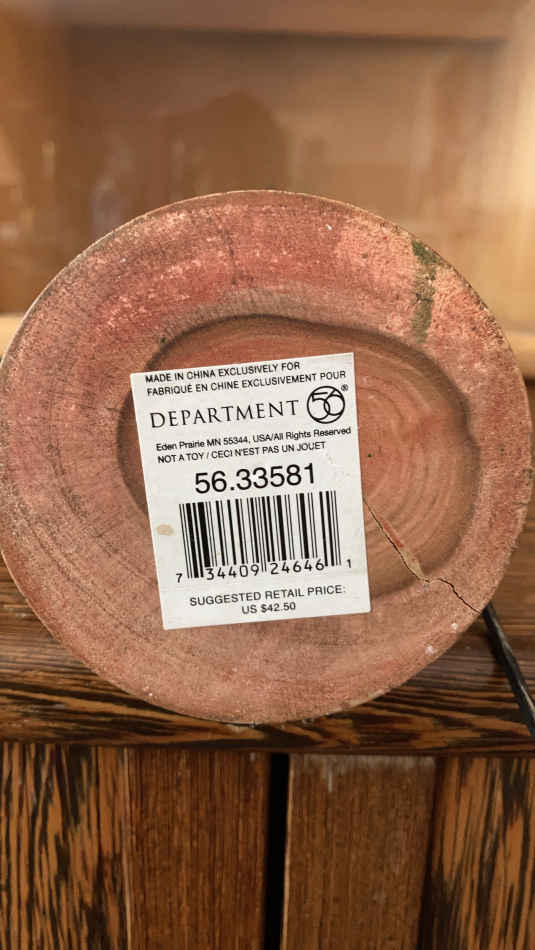 MADE IN CHINA EXCLUSIVELY FOR
FABRIQUÉ EN CHINE EXCLUSIVEMENT POUR
DEPARTMENT 56®
Eden Prairie MN 55344, USA/All Rights Reserved
NOT A TOY / CECI N'EST PAS UN JOUET
56.33581
7 34409 24646 1
SUGGESTED RETAIL PRICE:
US $42.50